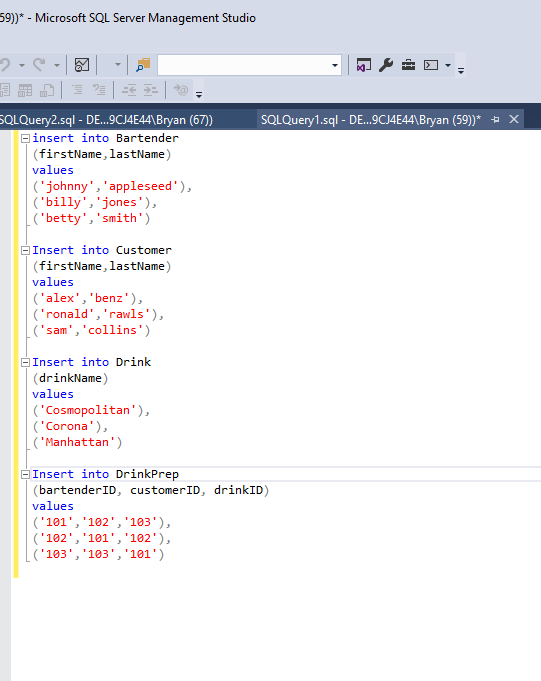 59))* - Microsoft SQL Server Management Studio
SQLQuery2.sql - DE...9CJ4E44\Bryan (67))
SQLQuery1.sql - DE...9CJ4E44\Bryan (59))*
insert into Bartender
(firstName,lastName)
values
('johnny','appleseed'),
('billy','jones'),
('betty','smith')
Insert into Customer
(firstName,lastName)
values
('alex','benz'),
('ronald','rawls'),
('sam','collins')
Insert into Drink
(drinkName)
values
('Cosmopolitan'),
('Corona'),
('Manhattan')
Insert into DrinkPrep
(bartenderID, customerID, drinkID)
values
('101','102','103'),
('102','101','102'),
('103','103','101')